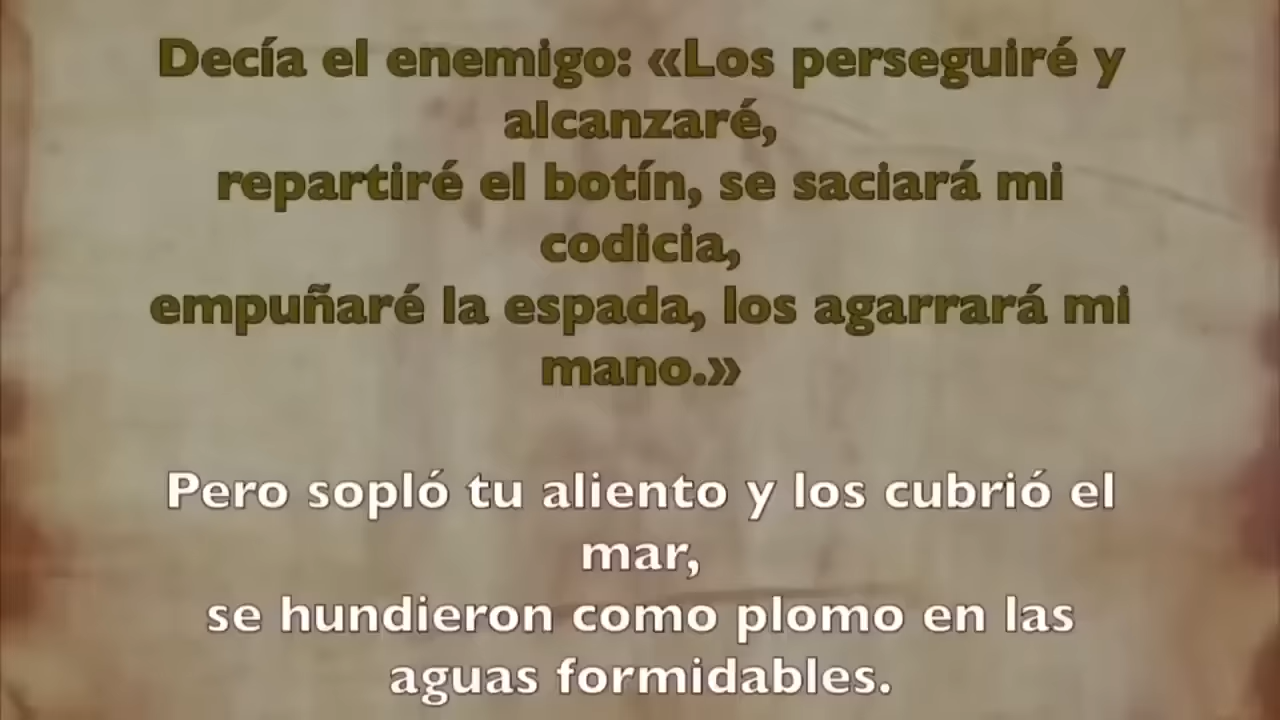 Decía el enemigo: «Los perseguiré y
alcanzaré,
repartiré el botín, se saciará mi
codicia,
empuñaré la espada, los agarrará mi
mano.»
Pero sopló tu aliento y los cubrió el
mar,
se hundieron como plomo en las
aguas formidables.